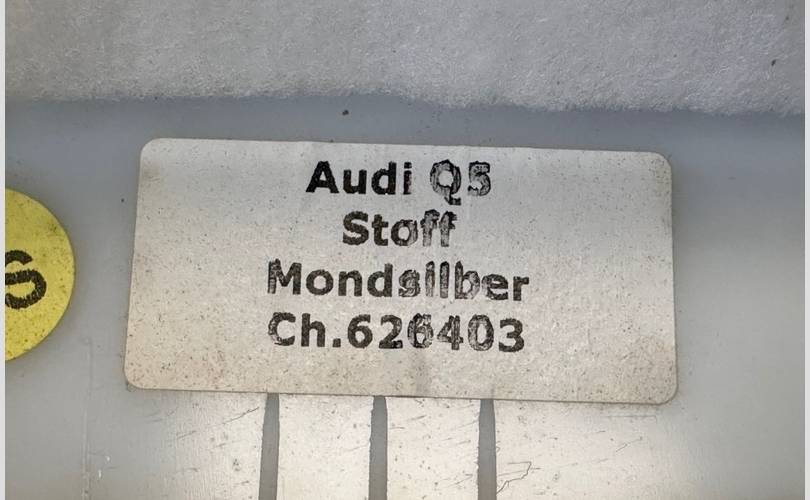 Audi Q5
Stoff
Mondsilber
Ch.626403